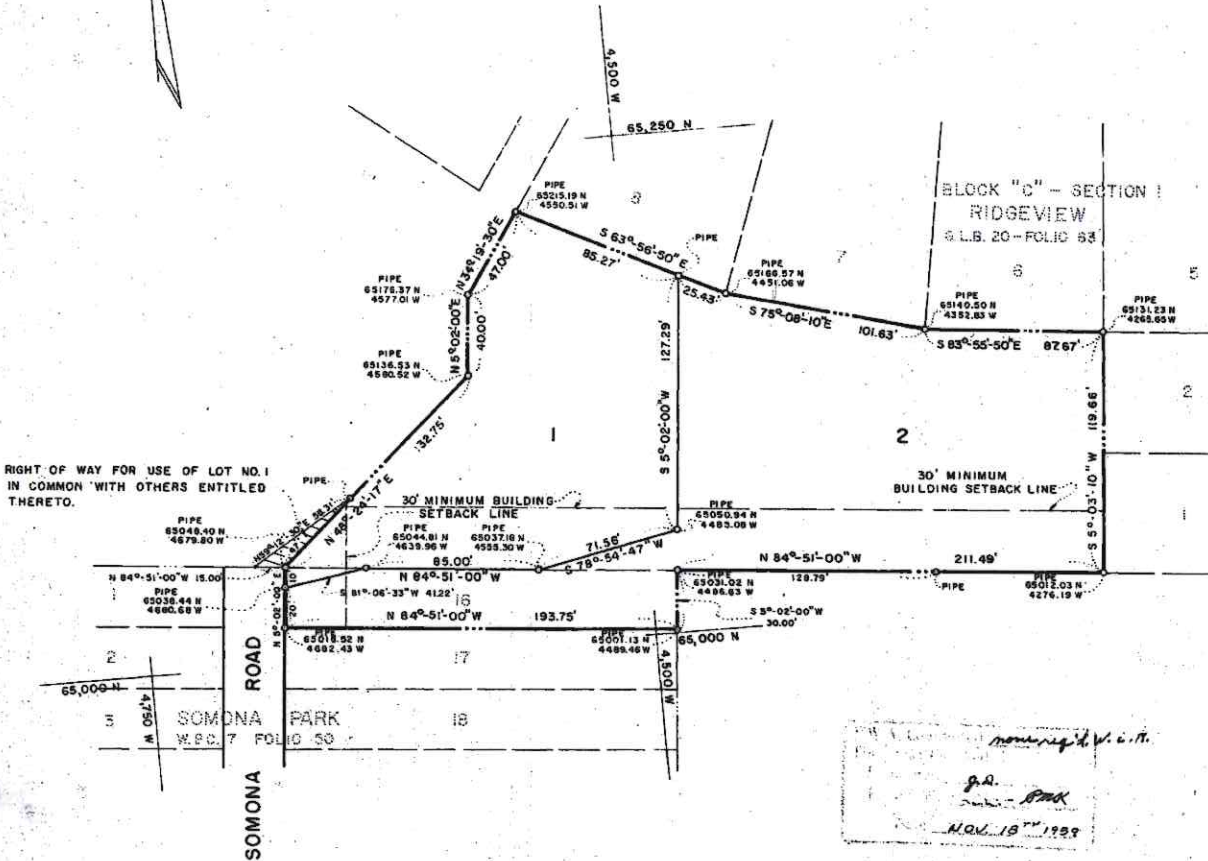 4,500 W
65,250 N
BLOCK "C" - SECTION 1
RIDGEVIEW
G.L.B. 20 - FOLIO 63
8
7
6
5
2
1
PIPE
65215.19 N
4550.51 W
N 34°-19'-30" E
47.00'
S 63°-56'-50" E
85.27'
PIPE
25.43'
PIPE
65166.57 N
4451.06 W
S 75°-08'-10" E
101.63'
PIPE
65140.50 N
4352.83 W
S 83°-55'-50" E
87.67'
PIPE
65131.23 N
4265.65 W
PIPE
65176.37 N
4577.01 W
N 5°02'-00" E
40.00'
PIPE
65136.53 N
4580.52 W
132.75'
127.29'
S 5°-02'-00" W
119.66'
S 5°-03'-10" W
1
2
RIGHT OF WAY FOR USE OF LOT NO. 1
IN COMMON WITH OTHERS ENTITLED
THERETO.
PIPE
30' MINIMUM BUILDING
SETBACK LINE
30' MINIMUM
BUILDING SETBACK LINE
PIPE
65048.40 N
4679.80 W
58.31'
N 48°-24'-17" E
PIPE
65044.81 N
4639.96 W
PIPE
65037.18 N
4555.30 W
PIPE
65050.94 N
4483.08 W
71.56'
S 78°-54'-47" W
85.00'
N 84°-51'-00" W
N 84°-51'-00" W
211.49'
128.79'
N 84°-51'-00" W 15.00'
10
20
N 5°-02'-00" E
PIPE
65038.44 N
4680.68 W
S 81°-06'-33" W 41.22'
16
N 84°-51'-00" W
193.75'
PIPE
65031.02 N
4486.83 W
S 5°-02'-00" W
30.00'
PIPE
65012.03 N
4276.19 W
PIPE
65018.52 N
4682.43 W
PIPE
65001.13 N
4489.46 W
65,000 N
4,500 W
1
2
3
17
18
65,000 N
4,750 W
SOMONA PARK
W.P.C. 7 FOLIO 50
SOMONA ROAD
NOV. 18TH 1959